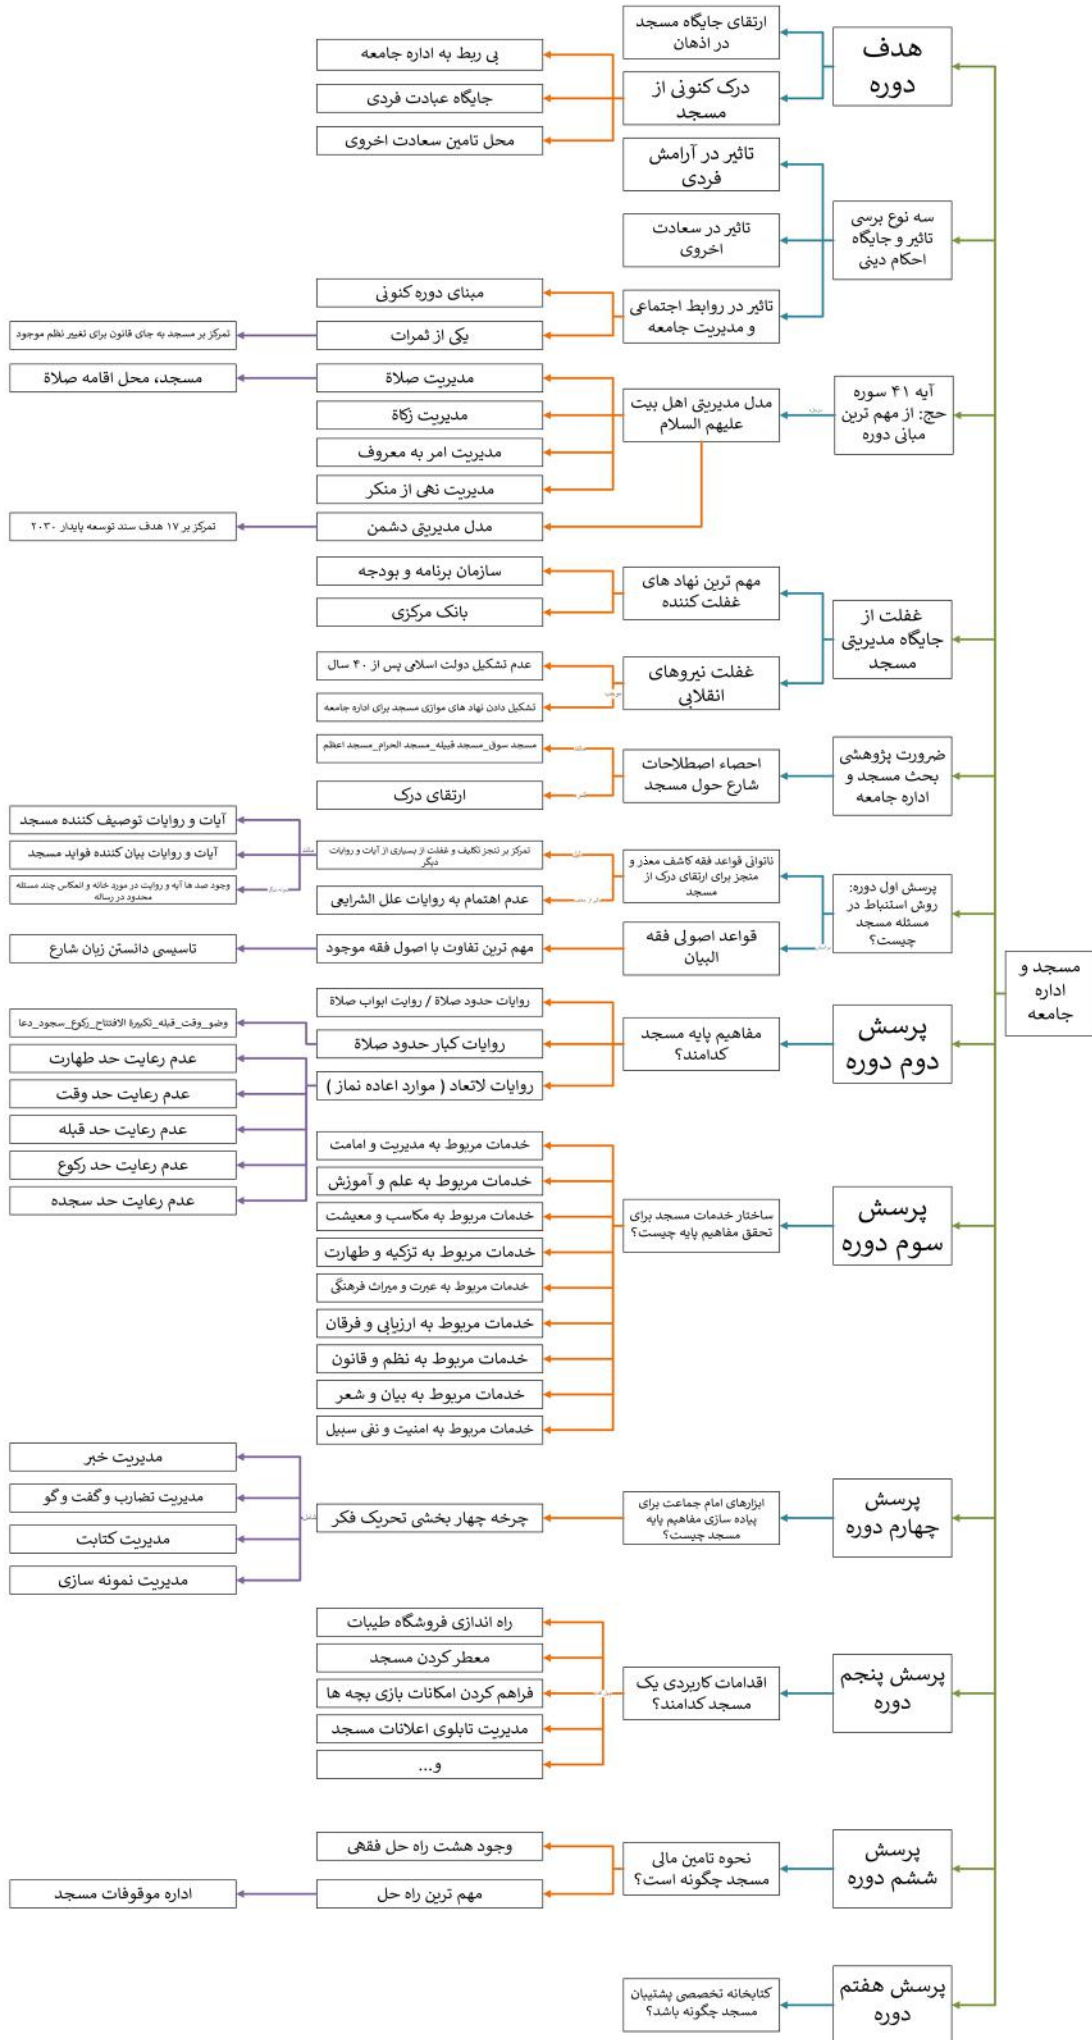 مسجد و
اداره
جامعه
هدف
دوره
ارتقای جایگاه مسجد
در اذهان
درک کنونی از
مسجد
بی ربط به اداره جامعه
جایگاه عبادت فردی
محل تامین سعادت اخروی
سه نوع برسی
تاثیر و جایگاه
احکام دینی
تاثیر در آرامش
فردی
تاثیر در سعادت
اخروی
تاثیر در روابط اجتماعی
و مدیریت جامعه
مبنای دوره کنونی
یکی از ثمرات
تمرکز بر مسجد به جای قانون برای تغییر نظم موجود
آیه ۴۱ سوره
حج: از مهم ترین
مبانی دوره
مدل مدیریتی اهل بیت
علیهم السلام
مدیریت صلاة
مسجد، محل اقامه صلاة
مدیریت زکاة
مدیریت امر به معروف
مدیریت نهی از منکر
مدل مدیریتی دشمن
تمرکز بر ۱۷ هدف سند توسعه پایدار ۲۰۳۰
غفلت از
جایگاه مدیریتی
مسجد
مهم ترین نهاد های
غفلت کننده
سازمان برنامه و بودجه
بانک مرکزی
غفلت نیروهای
انقلابی
عدم تشکیل دولت اسلامی پس از ۴۰ سال
تشکیل دادن نهاد های موازی مسجد برای اداره جامعه
ضرورت پژوهشی
بحث مسجد و
اداره جامعه
احصاء اصطلاحات
شارع حول مسجد
مسجد سوق_مسجد قبیله_مسجد الحرام_مسجد اعظم
ارتقای درک
پرسش اول دوره:
روش استنباط در
مسئله مسجد
چیست؟
ناتوانی قواعد فقه کاشف معذر و
منجز برای ارتقای درک از
مسجد
تمرکز بر تنجز تکلیف و غفلت از بسیاری از آیات و روایات
دیگر
آیات و روایات توصیف کننده مسجد
آیات و روایات بیان کننده فواید مسجد
وجود صد ها آیه و روایت در مورد خانه و انعکاس چند مسئله
محدود در رساله
عدم اهتمام به روایات علل الشرایعی
قواعد اصولی فقه
البیان
مهم ترین تفاوت با اصول فقه موجود
تاسیسی دانستن زبان شارع
پرسش
دوم دوره
مفاهیم پایه مسجد
کدامند؟
روایات حدود صلاة / روایت ابواب صلاة
روایات کبار حدود صلاة
وضو_وقت_قبله_تکبیرة الافتتاح_رکوع_سجود_دعا
روایات لاتعاد ( موارد اعاده نماز )
عدم رعایت حد طهارت
عدم رعایت حد وقت
عدم رعایت حد قبله
عدم رعایت حد رکوع
عدم رعایت حد سجده
پرسش
سوم دوره
ساختار خدمات مسجد برای
تحقق مفاهیم پایه چیست؟
خدمات مربوط به مدیریت و امامت
خدمات مربوط به علم و آموزش
خدمات مربوط به مکاسب و معیشت
خدمات مربوط به تزکیه و طهارت
خدمات مربوط به عبرت و میراث فرهنگی
خدمات مربوط به ارزیابی و فرقان
خدمات مربوط به نظم و قانون
خدمات مربوط به بیان و شعر
خدمات مربوط به امنیت و نفی سبیل
پرسش
چهارم دوره
ابزارهای امام جماعت برای
پیاده سازی مفاهیم پایه
مسجد چیست؟
چرخه چهار بخشی تحریک فکر
مدیریت خبر
مدیریت تضارب و گفت و گو
مدیریت کتابت
مدیریت نمونه سازی
پرسش پنجم
دوره
اقدامات کاربردی یک
مسجد کدامند؟
راه اندازی فروشگاه طیبات
معطر کردن مسجد
فراهم کردن امکانات بازی بچه ها
مدیریت تابلوی اعلانات مسجد
و...
پرسش
ششم دوره
نحوه تامین مالی
مسجد چگونه است؟
وجود هشت راه حل فقهی
مهم ترین راه حل
اداره موقوفات مسجد
پرسش هفتم
دوره
کتابخانه تخصصی پشتیبان
مسجد چگونه باشد؟